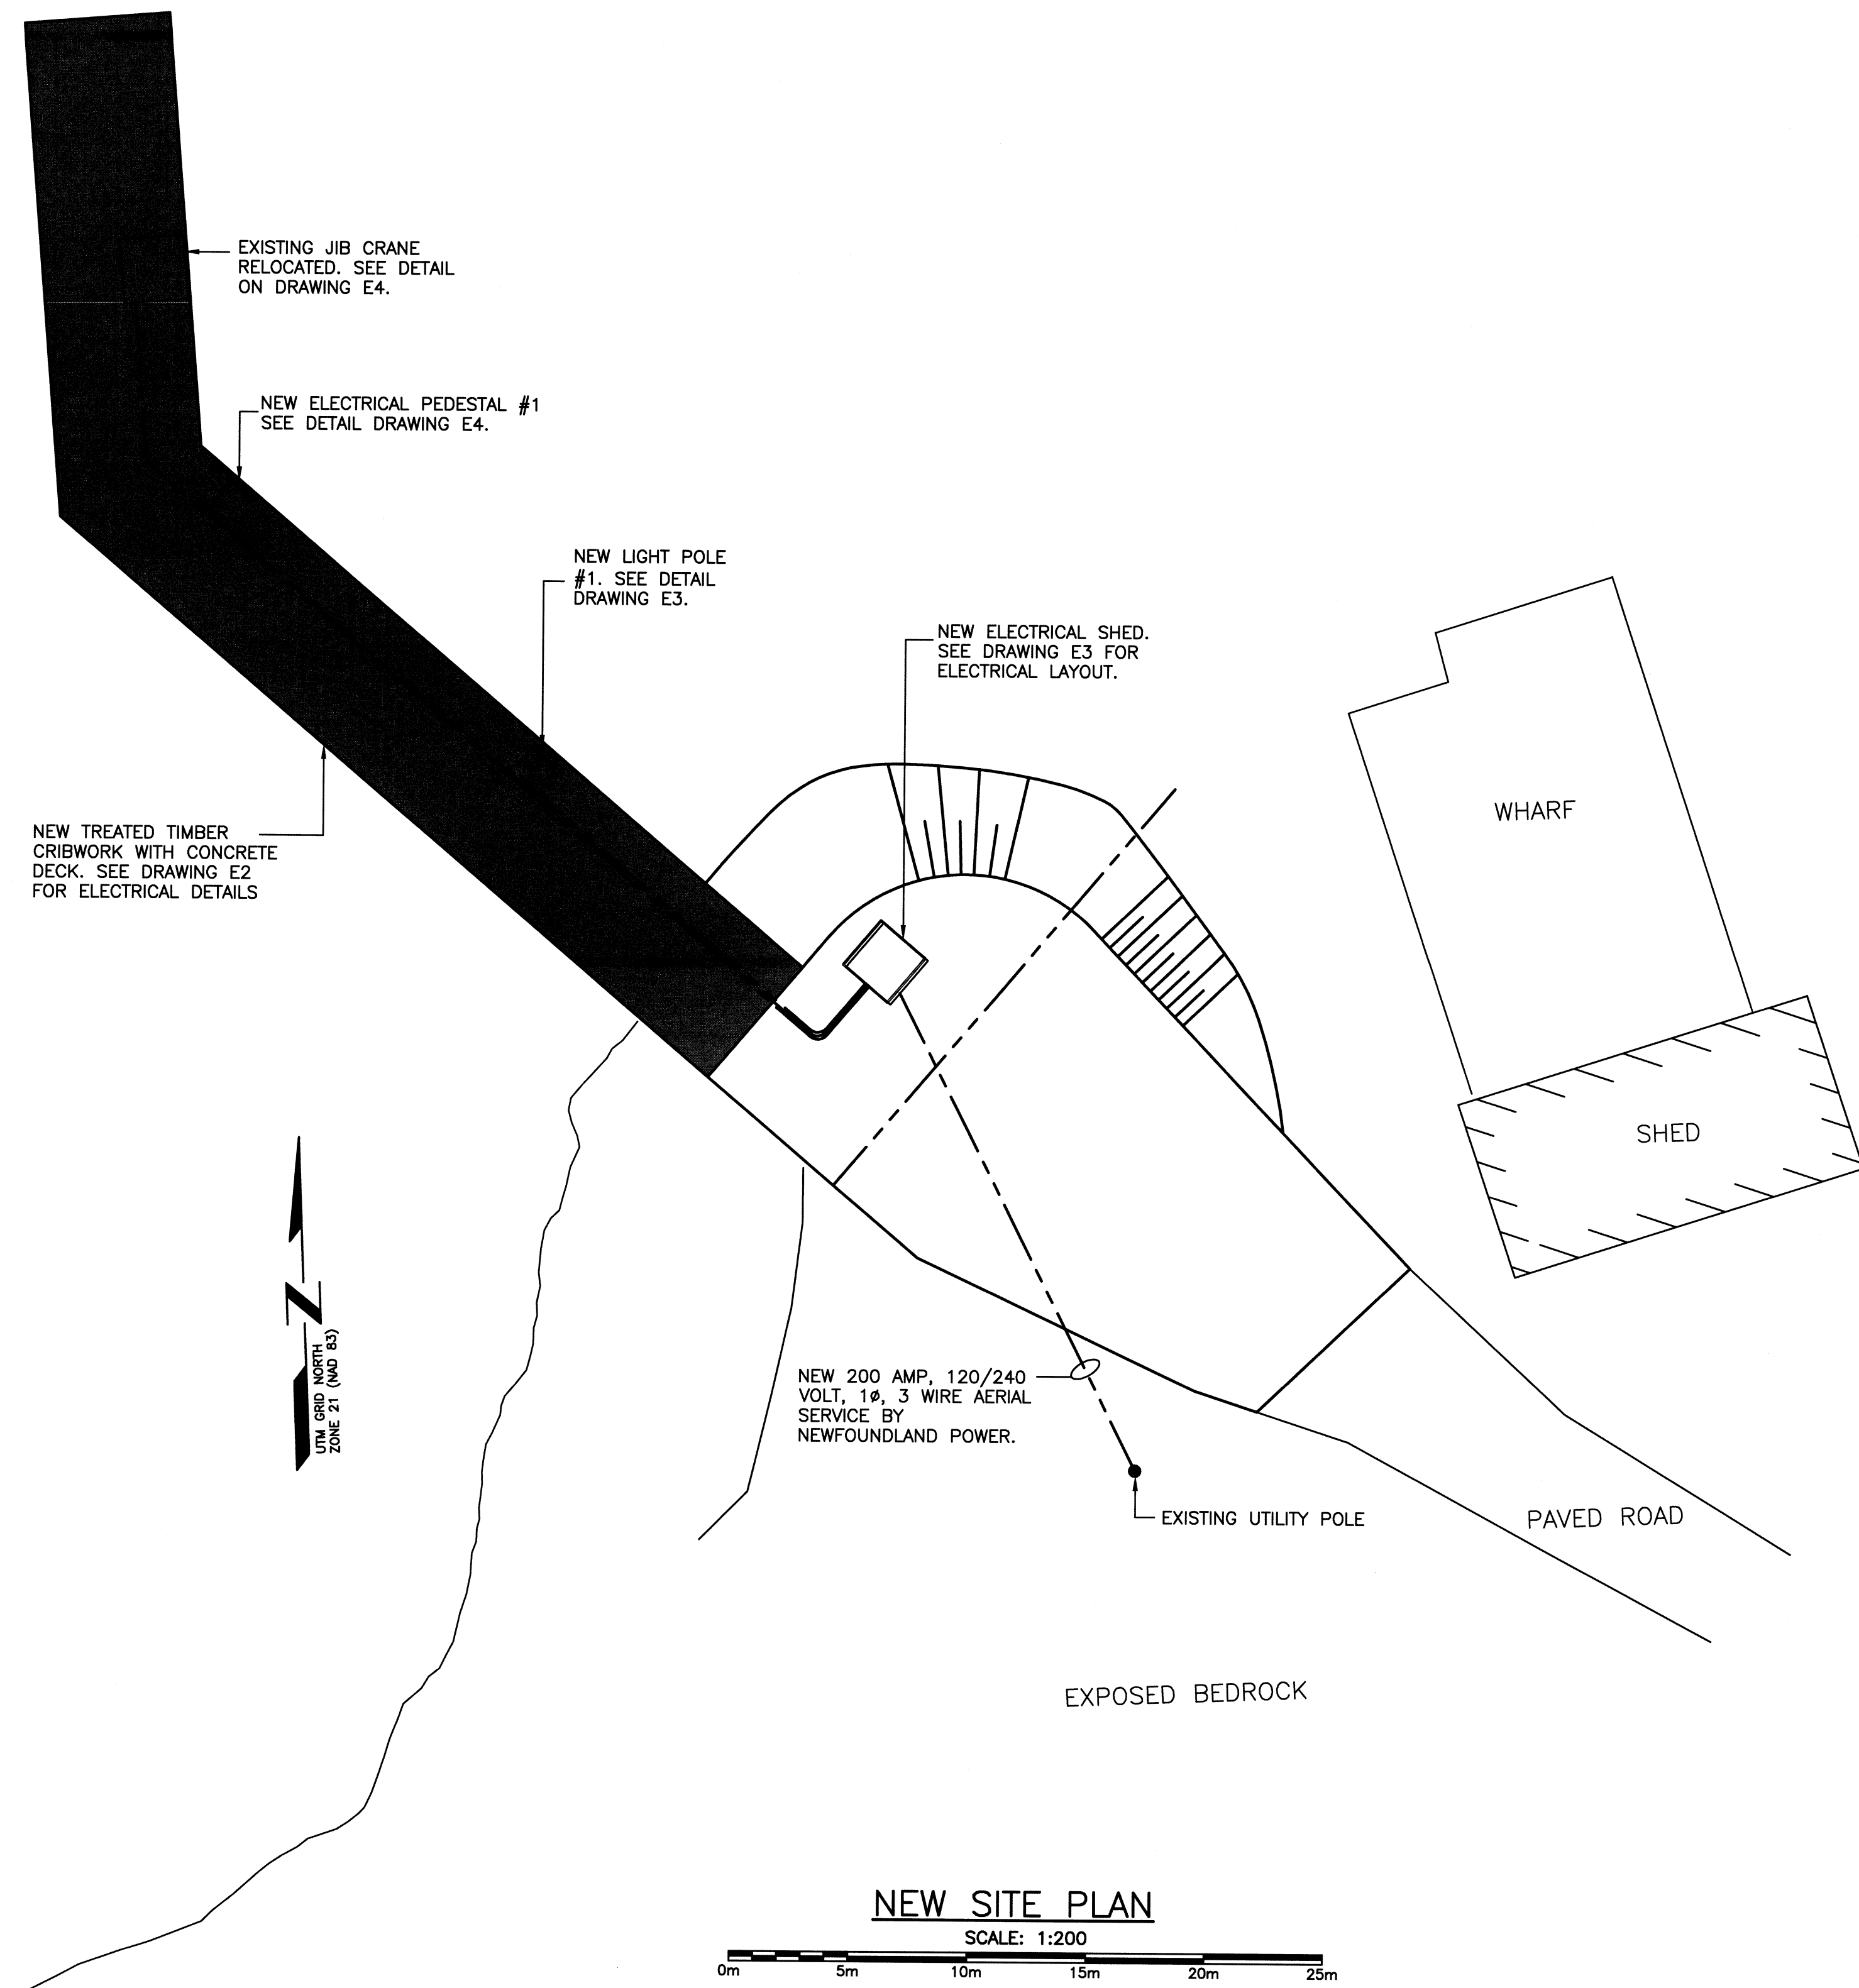 EXISTING JIB CRANE
RELOCATED. SEE DETAIL
ON DRAWING E4.
NEW ELECTRICAL PEDESTAL #1
SEE DETAIL DRAWING E4.
NEW LIGHT POLE
#1. SEE DETAIL
DRAWING E3.
NEW ELECTRICAL SHED.
SEE DRAWING E3 FOR
ELECTRICAL LAYOUT.
WHARF
NEW TREATED TIMBER
CRIBWORK WITH CONCRETE
DECK. SEE DRAWING E2
FOR ELECTRICAL DETAILS
SHED
N
UTM GRID NORTH
ZONE 21 (NAD 83)
NEW 200 AMP, 120/240
VOLT, 1ø, 3 WIRE AERIAL
SERVICE BY
NEWFOUNDLAND POWER.
EXISTING UTILITY POLE
PAVED ROAD
EXPOSED BEDROCK
NEW SITE PLAN
SCALE: 1:200
0m 5m 10m 15m 20m 25m